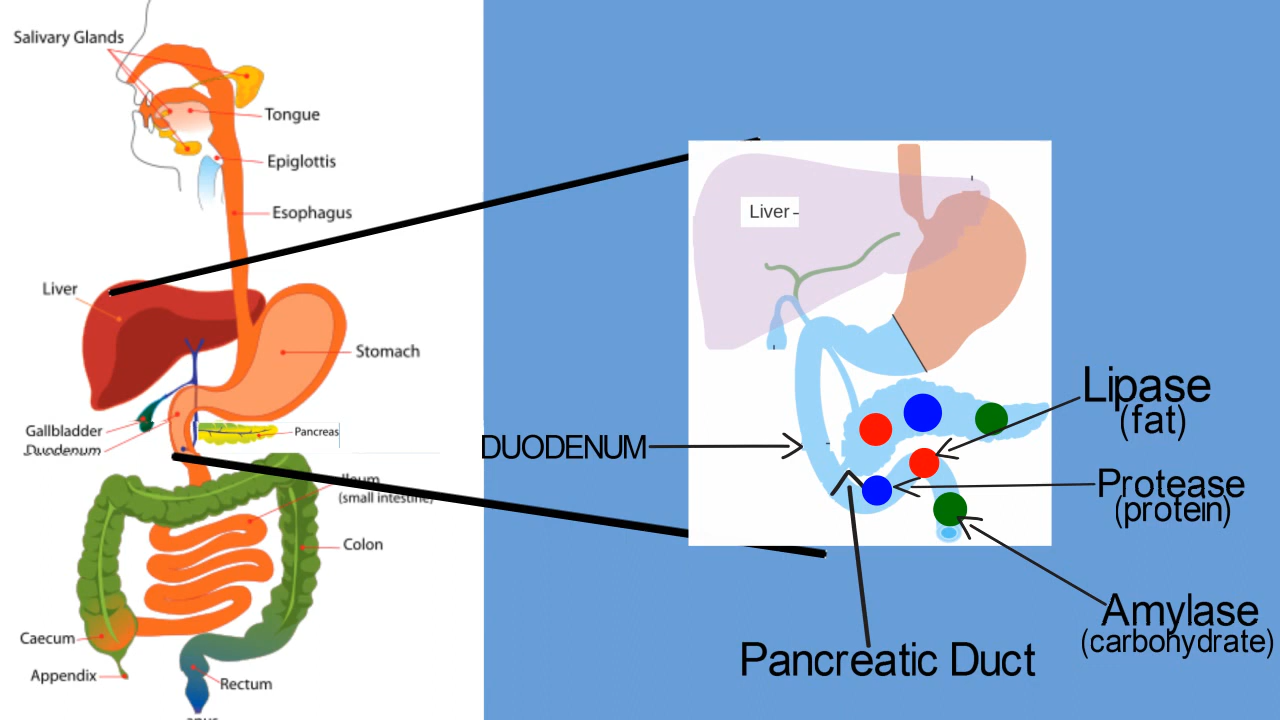 Salivary Glands
Tongue
Epiglottis
Esophagus
Liver
Stomach
Gallbladder
Duodenum
Pancreas
Ileum
(small intestine)
Colon
Caecum
Appendix
Rectum
anus
Liver
DUODENUM
Lipase
(fat)
Protease
(protein)
Amylase
(carbohydrate)
Pancreatic Duct